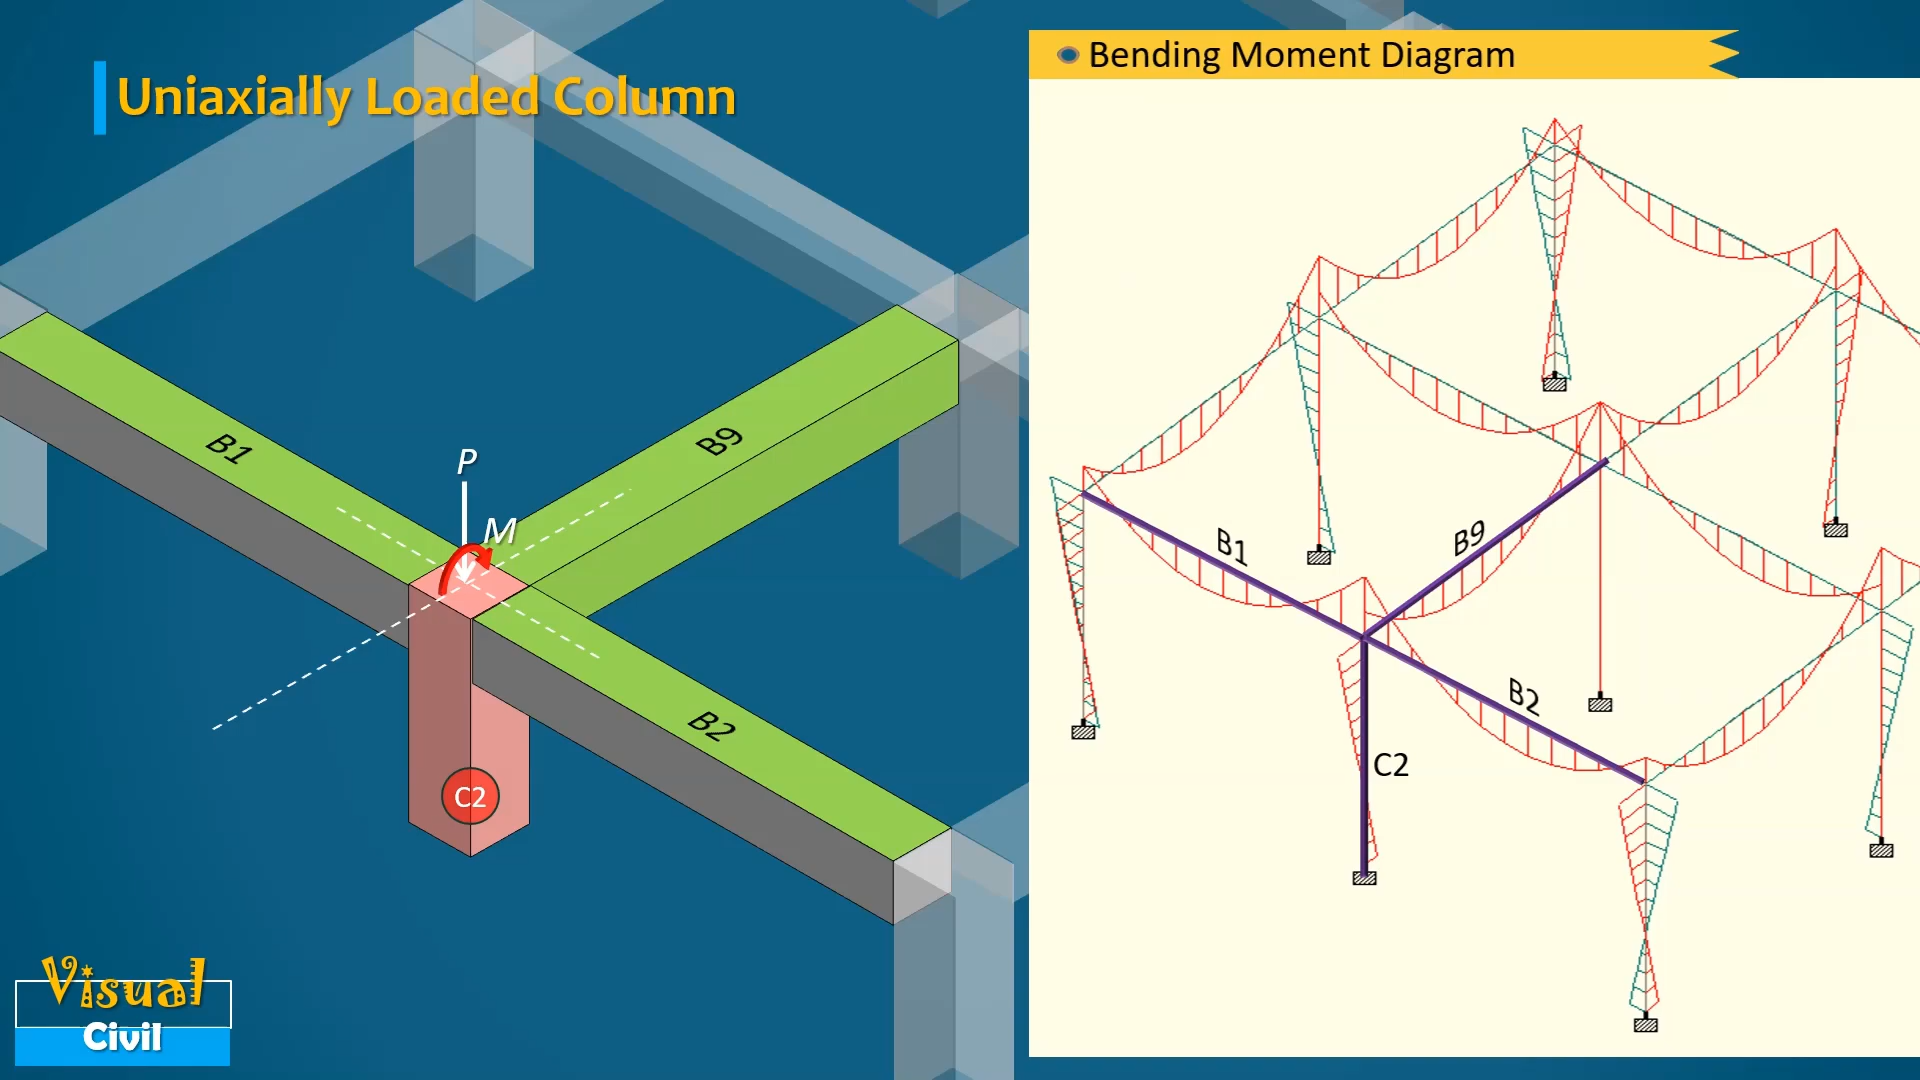 Uniaxially Loaded Column
Bending Moment Diagram
B1
B9
P
M
B2
C2
B1
B9
B2
C2
Visual
Civil